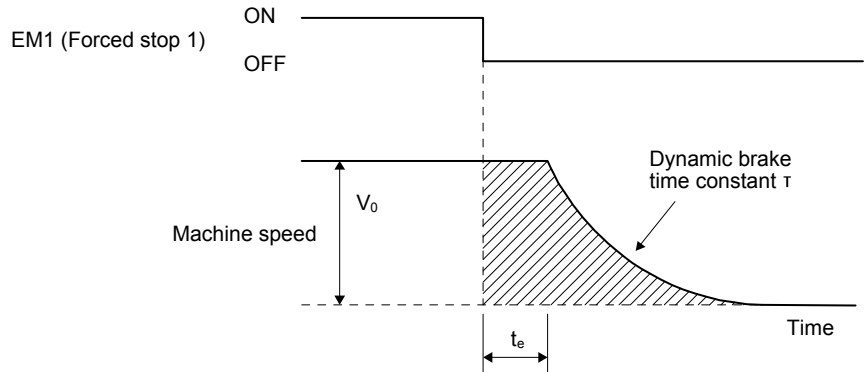 ON
EM1 (Forced stop 1)
OFF
Dynamic brake
time constant τ
V₀
Machine speed
Time
tₑ